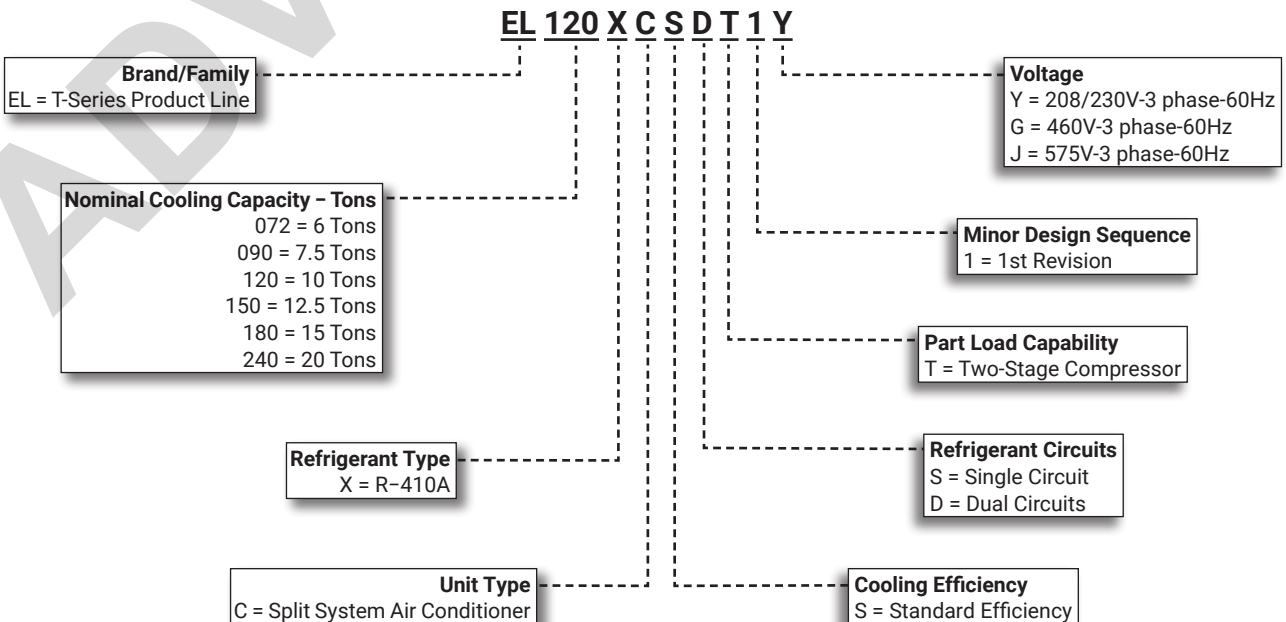 EL 120 X C S D T 1 Y
Brand/Family
EL = T-Series Product Line
Nominal Cooling Capacity – Tons
072 = 6 Tons
090 = 7.5 Tons
120 = 10 Tons
150 = 12.5 Tons
180 = 15 Tons
240 = 20 Tons
Refrigerant Type
X = R–410A
Unit Type
C = Split System Air Conditioner
Voltage
Y = 208/230V-3 phase-60Hz
G = 460V-3 phase-60Hz
J = 575V-3 phase-60Hz
Minor Design Sequence
1 = 1st Revision
Part Load Capability
T = Two-Stage Compressor
Refrigerant Circuits
S = Single Circuit
D = Dual Circuits
Cooling Efficiency
S = Standard Efficiency
ADV